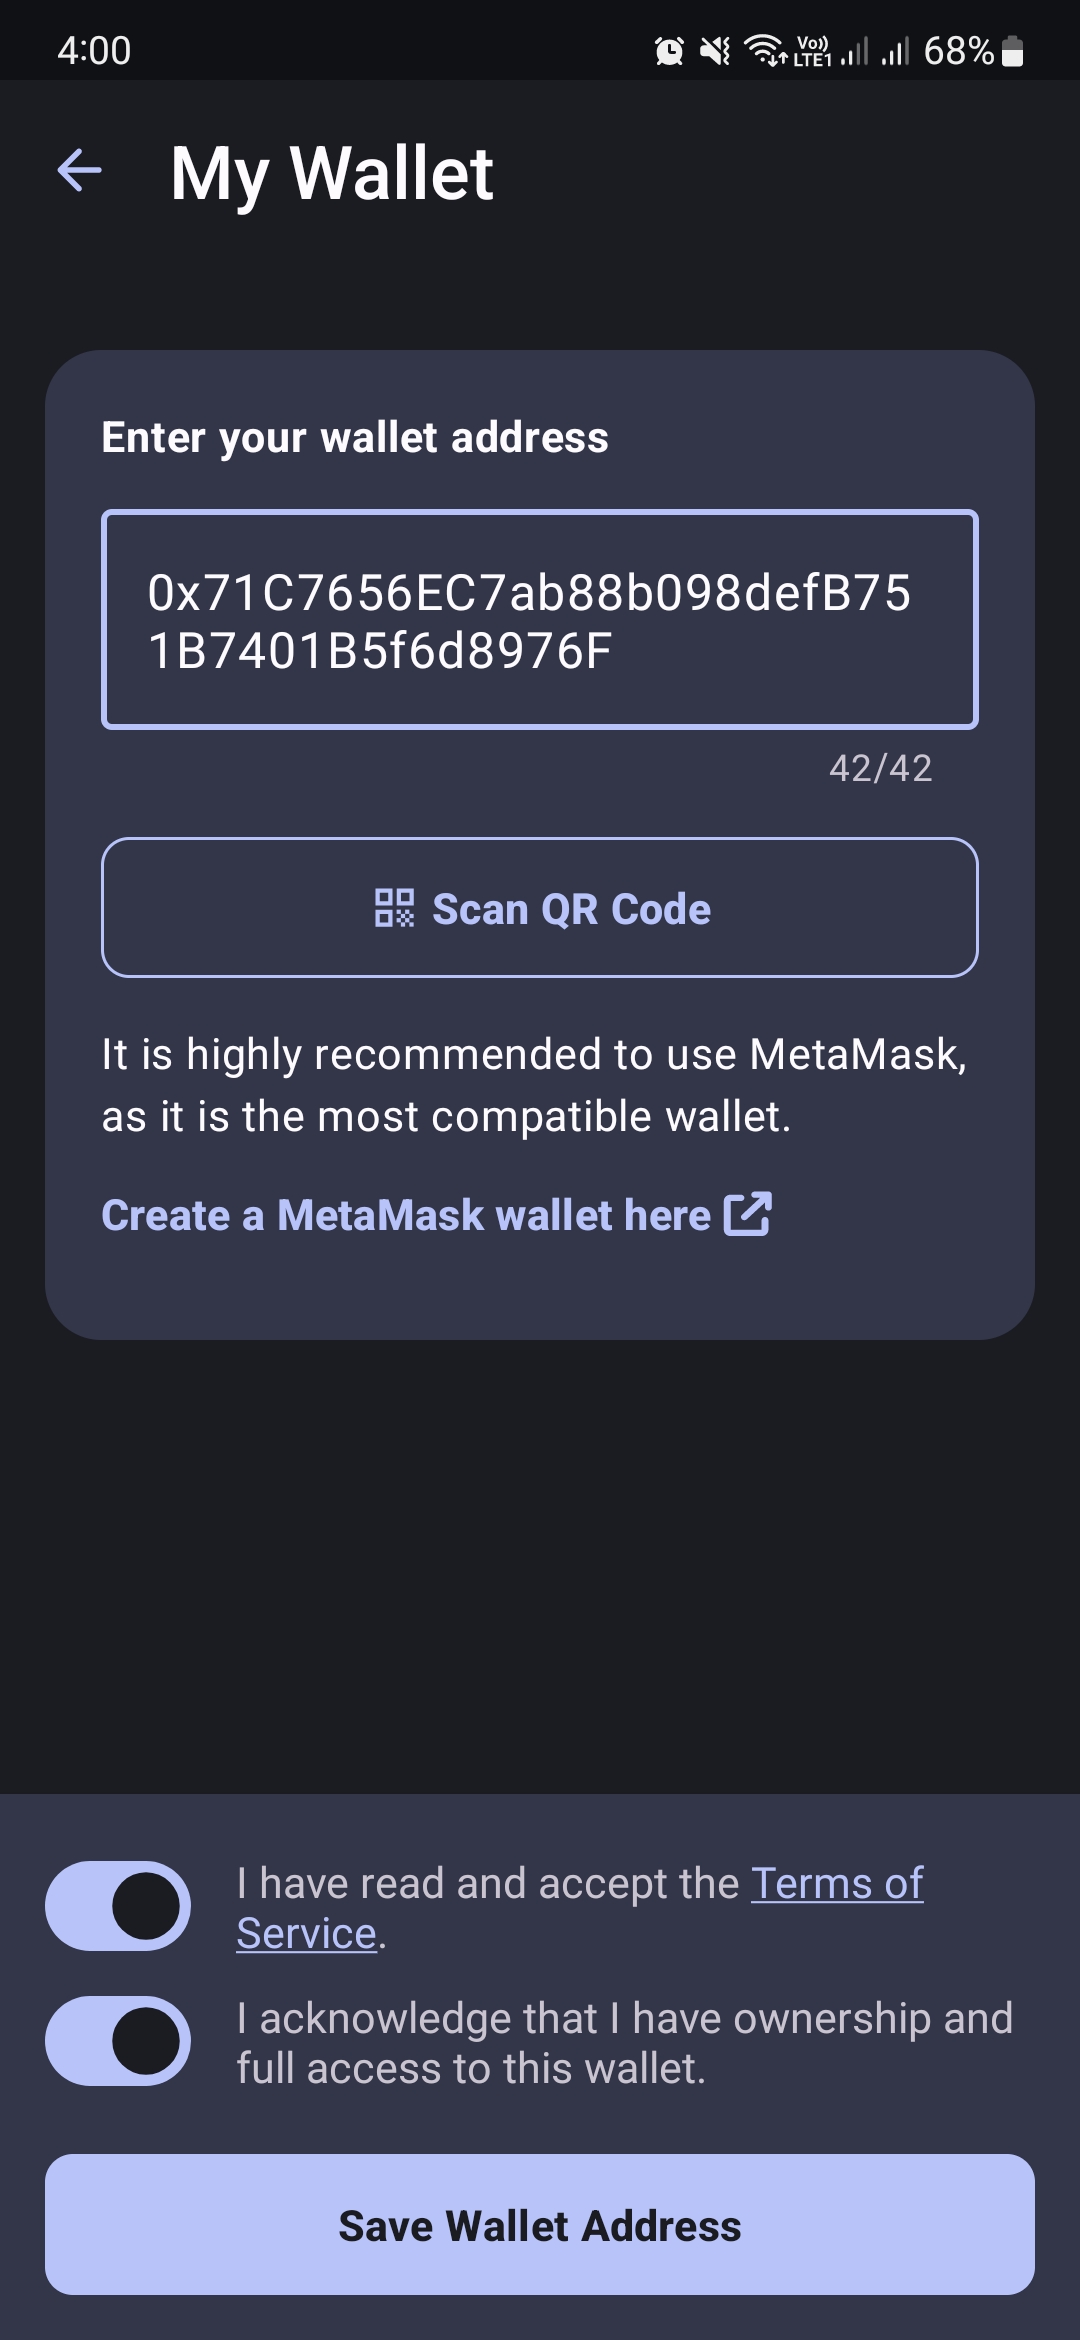 4:00 Vo)) LTE1 68%
My Wallet
Enter your wallet address
0x71C7656EC7ab88b098defB75
1B7401B5f6d8976F
42/42
Scan QR Code
It is highly recommended to use MetaMask,
as it is the most compatible wallet.
Create a MetaMask wallet here
I have read and accept the Terms of
Service.
I acknowledge that I have ownership and
full access to this wallet.
Save Wallet Address